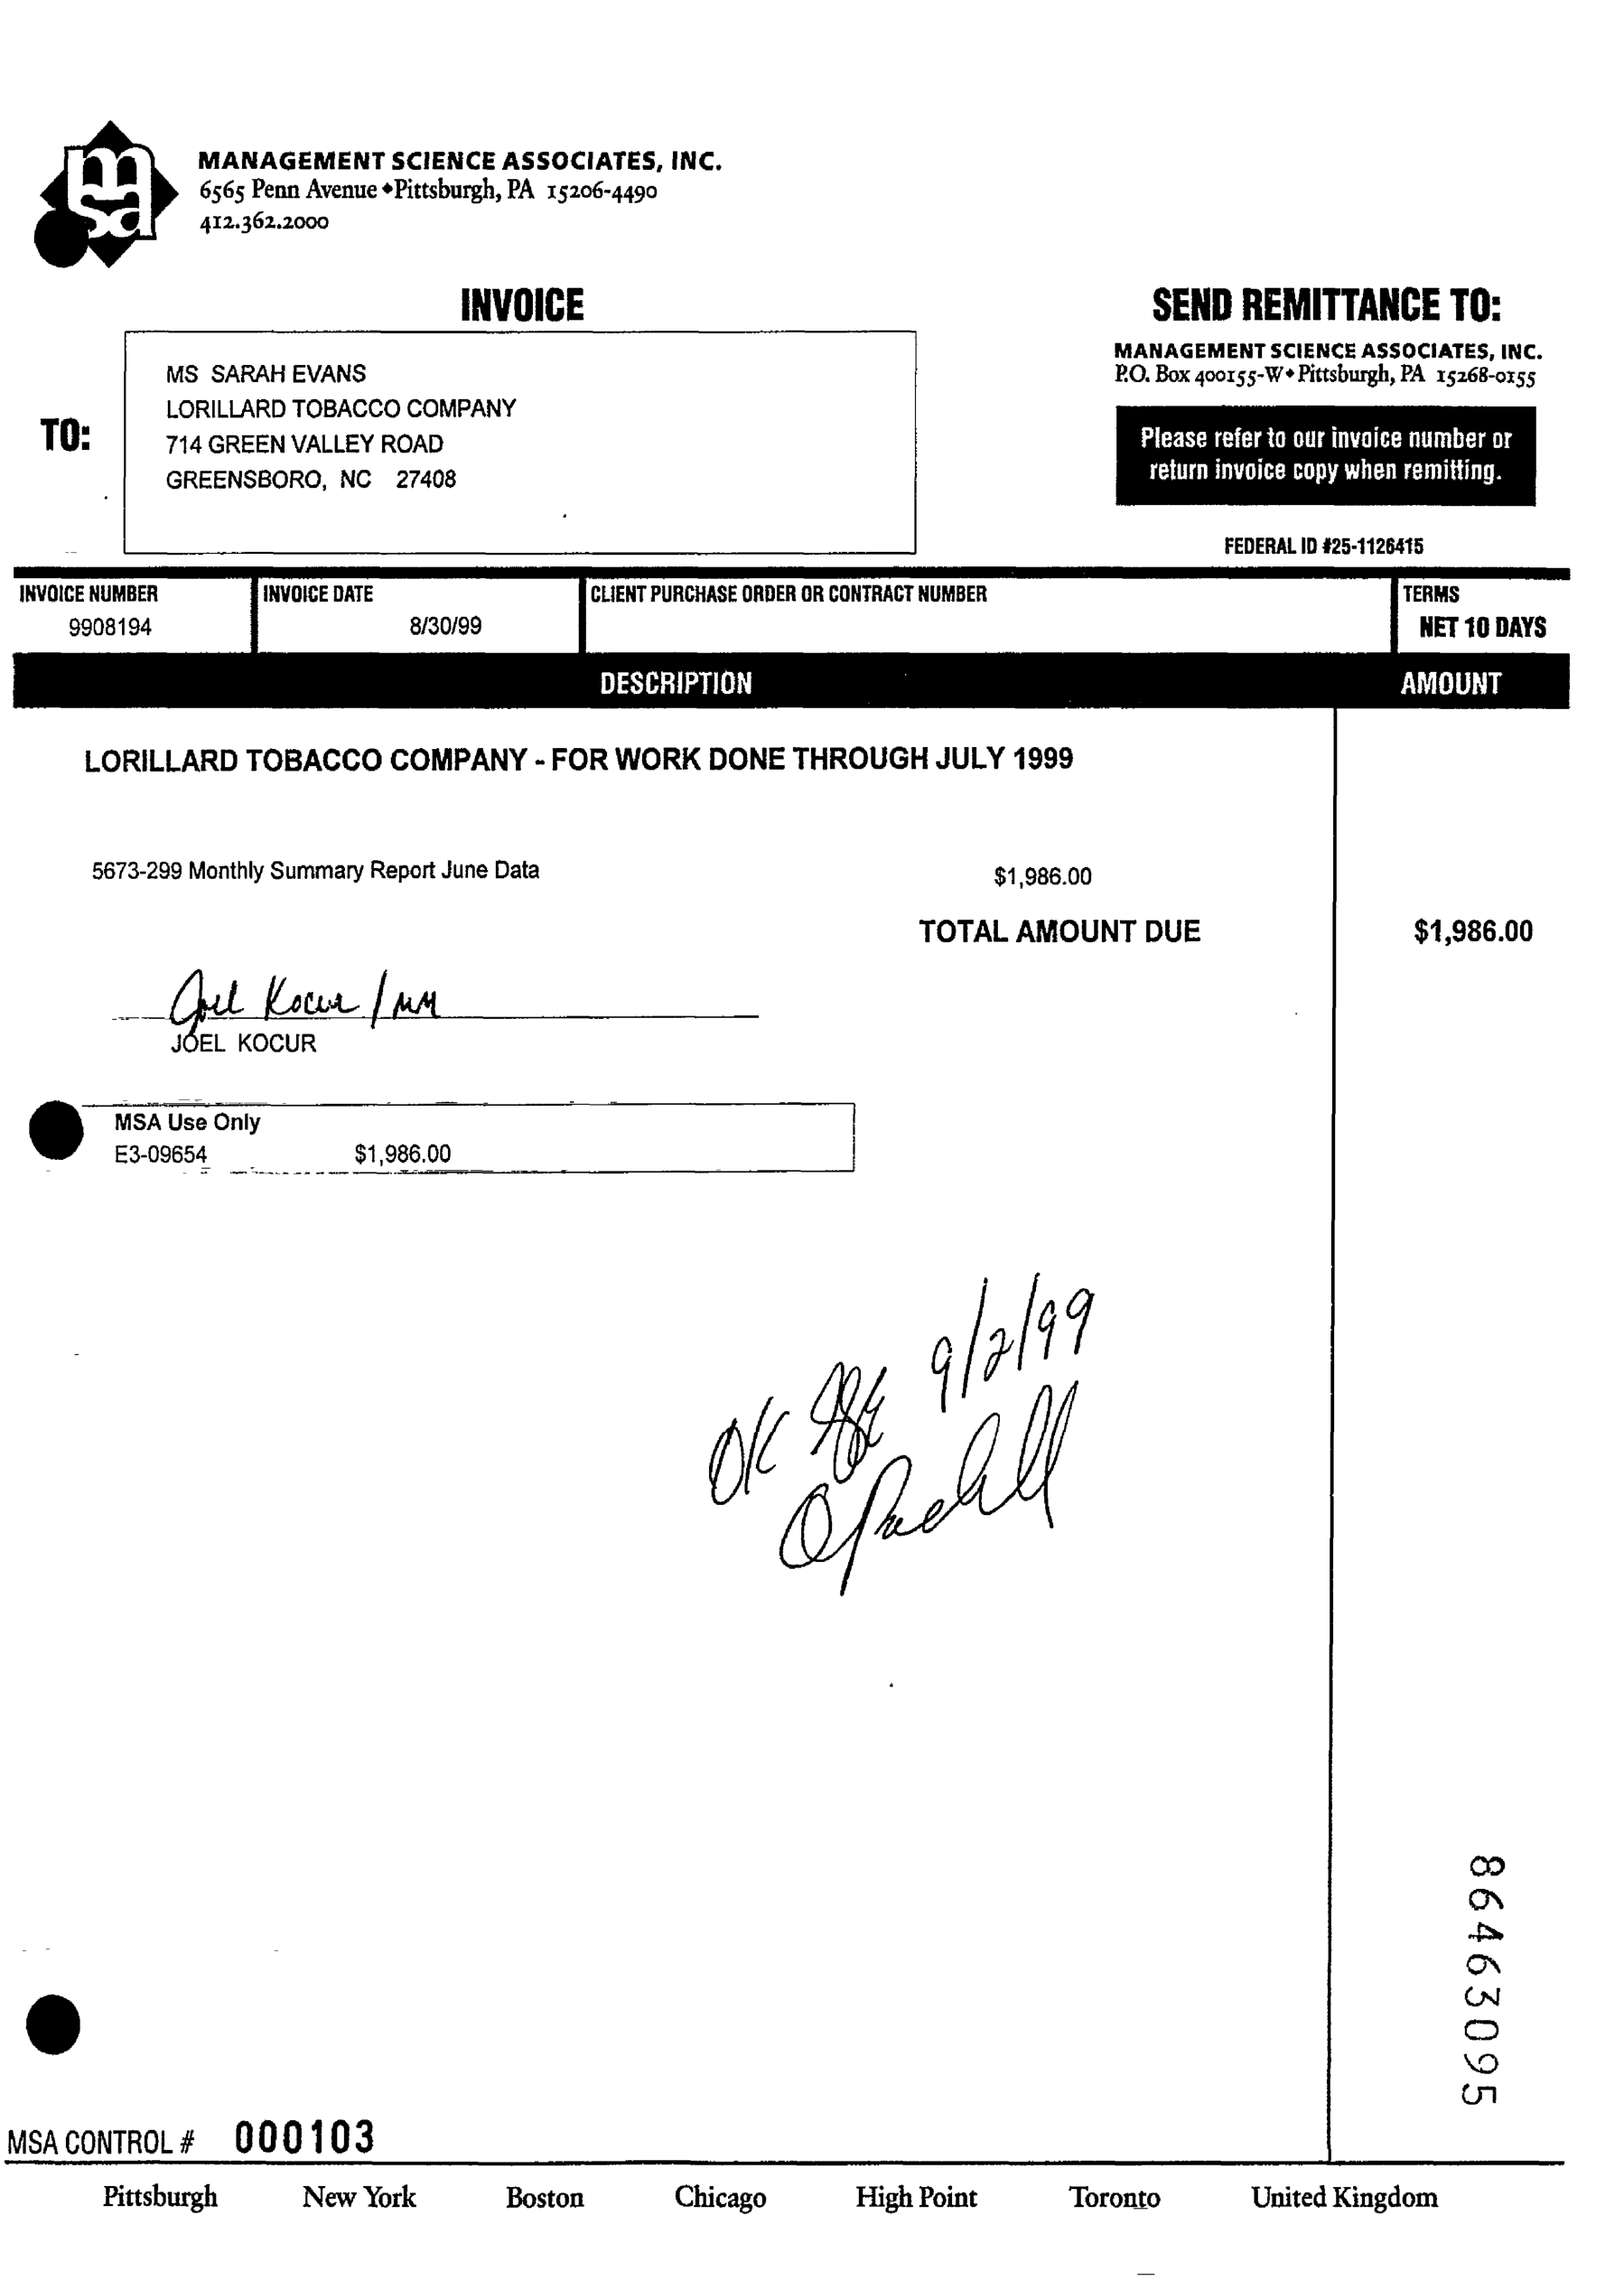 msa
MANAGEMENT SCIENCE ASSOCIATES, INC.
6565 Penn Avenue ◆ Pittsburgh, PA 15206-4490
412.362.2000
INVOICE
SEND REMITTANCE TO:
MANAGEMENT SCIENCE ASSOCIATES, INC.
P.O. Box 400155-W ◆ Pittsburgh, PA 15268-0155
TO:
MS SARAH EVANS
LORILLARD TOBACCO COMPANY
714 GREEN VALLEY ROAD
GREENSBORO, NC 27408
Please refer to our invoice number or
return invoice copy when remitting.
FEDERAL ID #25-1126415
INVOICE NUMBER INVOICE DATE CLIENT PURCHASE ORDER OR CONTRACT NUMBER TERMS
9908194 8/30/99 NET 10 DAYS
DESCRIPTION AMOUNT
LORILLARD TOBACCO COMPANY - FOR WORK DONE THROUGH JULY 1999
5673-299 Monthly Summary Report June Data $1,986.00
TOTAL AMOUNT DUE $1,986.00
Joel Kocur / MM
JOEL KOCUR
MSA Use Only
E3-09654 $1,986.00
OK 9/2/99
86463095
MSA CONTROL # 000103
Pittsburgh New York Boston Chicago High Point Toronto United Kingdom